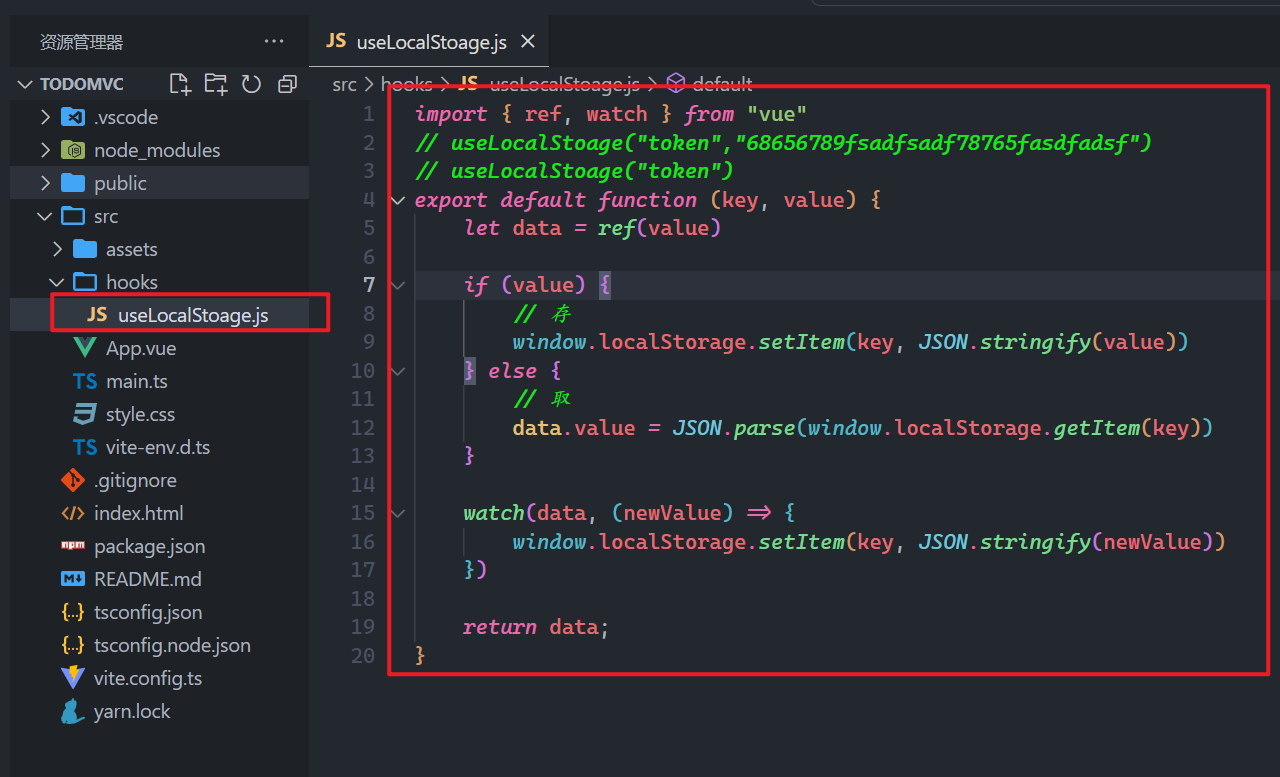 资源管理器 ···
TODOMVC
.vscode
node_modules
public
src
assets
hooks
JS useLocalStoage.js
App.vue
TS main.ts
style.css
TS vite-env.d.ts
.gitignore
index.html
package.json
README.md
{..} tsconfig.json
{..} tsconfig.node.json
vite.config.ts
yarn.lock
JS useLocalStoage.js
src > hooks > JS useLocalStoage.js > default
1 import { ref, watch } from "vue"
2 // useLocalStoage("token","68656789fsadfsadf78765fasdfadsf")
3 // useLocalStoage("token")
4 export default function (key, value) {
5 let data = ref(value)
6
7 if (value) {
8 // 存
9 window.localStorage.setItem(key, JSON.stringify(value))
10 } else {
11 // 取
12 data.value = JSON.parse(window.localStorage.getItem(key))
13 }
14
15 watch(data, (newValue) => {
16 window.localStorage.setItem(key, JSON.stringify(newValue))
17 })
18
19 return data;
20 }